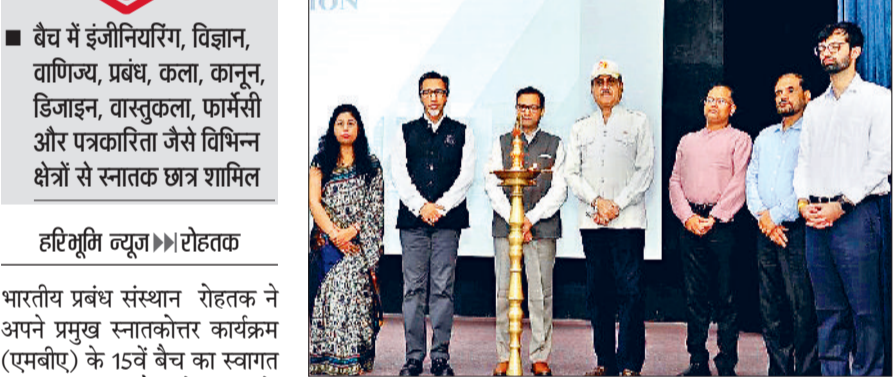 ■ बैच में इंजीनियरिंग, विज्ञान,
वाणिज्य, प्रबंध, कला, कानून,
डिजाइन, वास्तुकला, फार्मेसी
और पत्रकारिता जैसे विभिन्न
क्षेत्रों से स्नातक छात्र शामिल
हरिभूमि न्यूज▶▶|रोहतक
भारतीय प्रबंध संस्थान रोहतक ने
अपने प्रमुख स्नातकोत्तर कार्यक्रम
(एमबीए) के 15वें बैच का स्वागत
ION